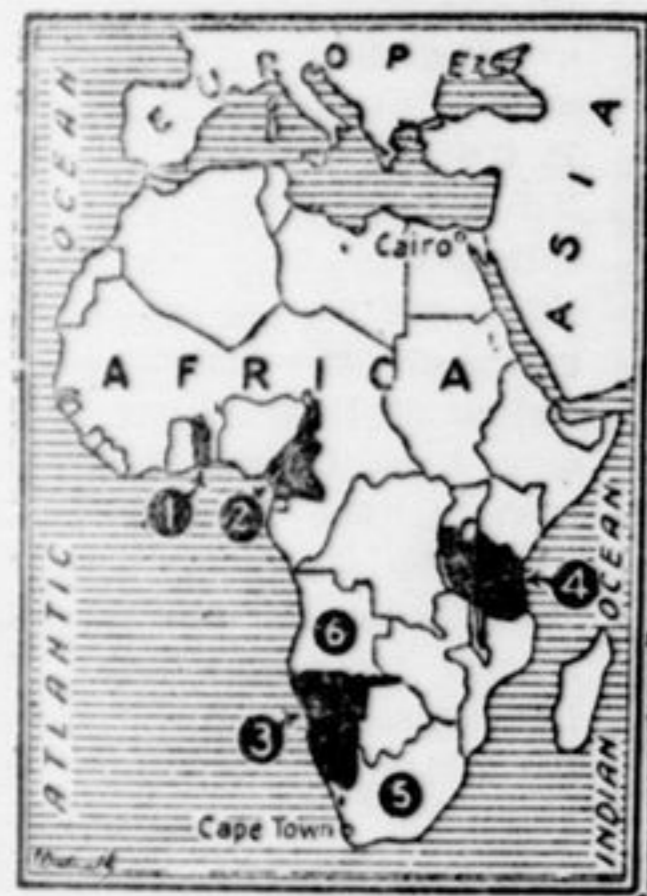 EUROPE
ASIA
ATLANTIC OCEAN
Cairo
AFRICA
1
2
4
6
3
5
Cape Town
INDIAN OCEAN